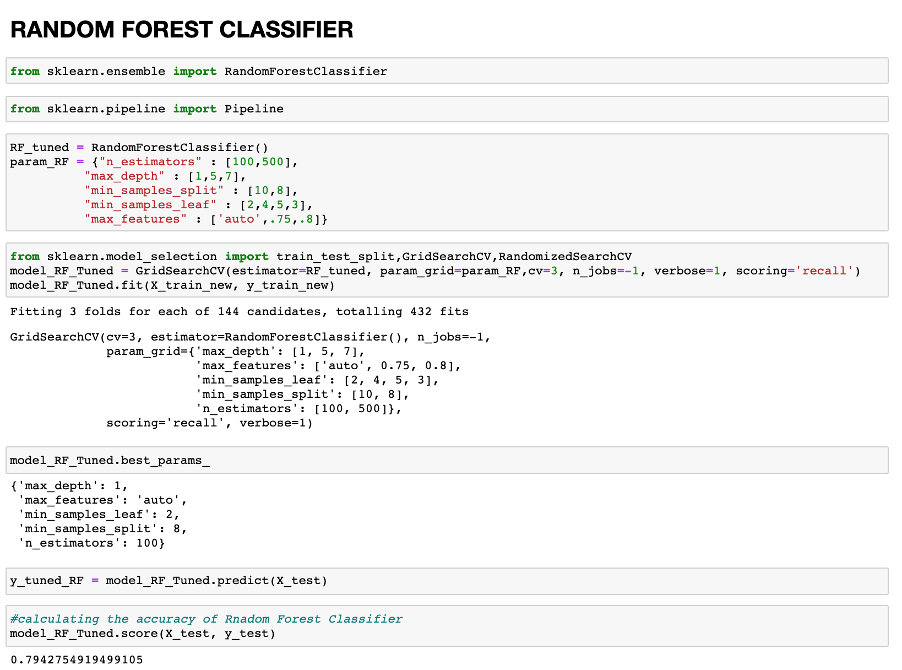 RANDOM FOREST CLASSIFIER
from sklearn.ensemble import RandomForestClassifier
from sklearn.pipeline import Pipeline
RF_tuned = RandomForestClassifier()
param_RF = {"n_estimators" : [100,500],
"max_depth" : [1,5,7],
"min_samples_split" : [10,8],
"min_samples_leaf" : [2,4,5,3],
"max_features" : ['auto',.75,.8]}
from sklearn.model_selection import train_test_split,GridSearchCV,RandomizedSearchCV
model_RF_Tuned = GridSearchCV(estimator=RF_tuned, param_grid=param_RF,cv=3, n_jobs=-1, verbose=1, scoring='recall')
model_RF_Tuned.fit(X_train_new, y_train_new)
Fitting 3 folds for each of 144 candidates, totalling 432 fits
GridSearchCV(cv=3, estimator=RandomForestClassifier(), n_jobs=-1,
param_grid={'max_depth': [1, 5, 7],
'max_features': ['auto', 0.75, 0.8],
'min_samples_leaf': [2, 4, 5, 3],
'min_samples_split': [10, 8],
'n_estimators': [100, 500]},
scoring='recall', verbose=1)
model_RF_Tuned.best_params_
{'max_depth': 1,
'max_features': 'auto',
'min_samples_leaf': 2,
'min_samples_split': 8,
'n_estimators': 100}
y_tuned_RF = model_RF_Tuned.predict(X_test)
#calculating the accuracy of Rnadom Forest Classifier
model_RF_Tuned.score(X_test, y_test)
0.7942754919499105